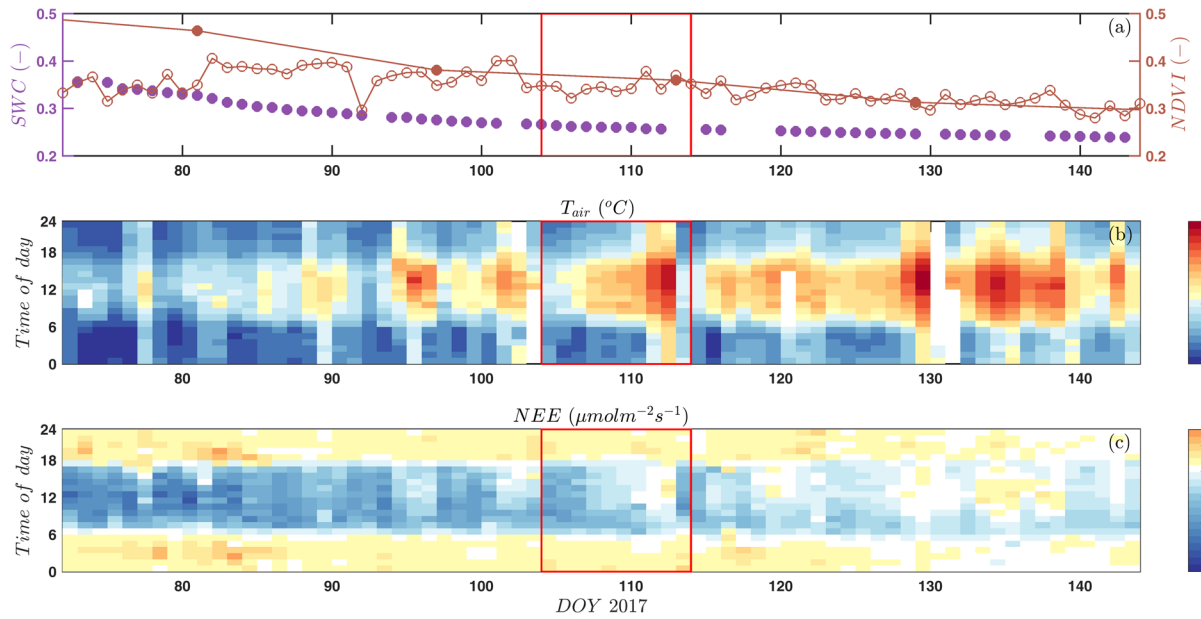 (a)
0.5
0.4
0.3
0.2
SWC (−)
0.5
0.4
0.3
0.2
NDVI (−)
80 90 100 110 120 130 140
T_air (°C)
(b)
24
18
12
6
0
Time of day
80 90 100 110 120 130 140
NEE (μmolm⁻²s⁻¹)
(c)
24
18
12
6
0
Time of day
80 90 100 110 120 130 140
DOY 2017